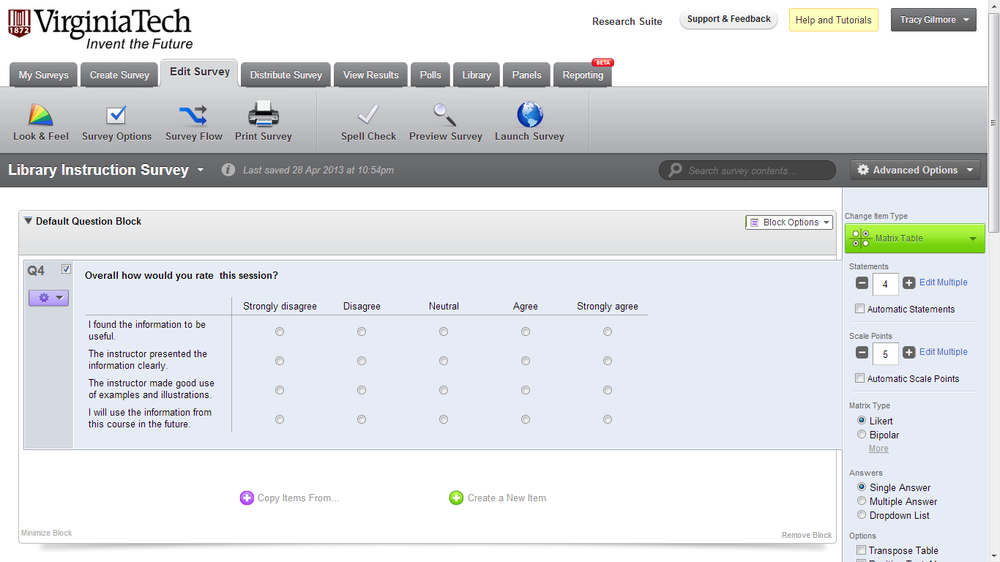 VirginiaTech
1872
Invent the Future
Research Suite
Support & Feedback
Help and Tutorials
Tracy Gilmore
My Surveys
Create Survey
Edit Survey
Distribute Survey
View Results
Polls
Library
Panels
Reporting
BETA
Look & Feel
Survey Options
Survey Flow
Print Survey
Spell Check
Preview Survey
Launch Survey
Library Instruction Survey
Last saved 28 Apr 2013 at 10:54pm
Search survey contents...
Advanced Options
Default Question Block
Block Options
Q4
Overall how would you rate  this session?
Strongly disagree
Disagree
Neutral
Agree
Strongly agree
I found the information to be
useful.
The instructor presented the
information clearly.
The instructor made good use
of examples and illustrations.
I will use the information from
this course in the future.
Copy Items From...
Create a New Item
Minimize Block
Remove Block
Change Item Type
Matrix Table
Statements
4
Edit Multiple
Automatic Statements
Scale Points
5
Edit Multiple
Automatic Scale Points
Matrix Type
Likert
Bipolar
More
Answers
Single Answer
Multiple Answer
Dropdown List
Options
Transpose Table